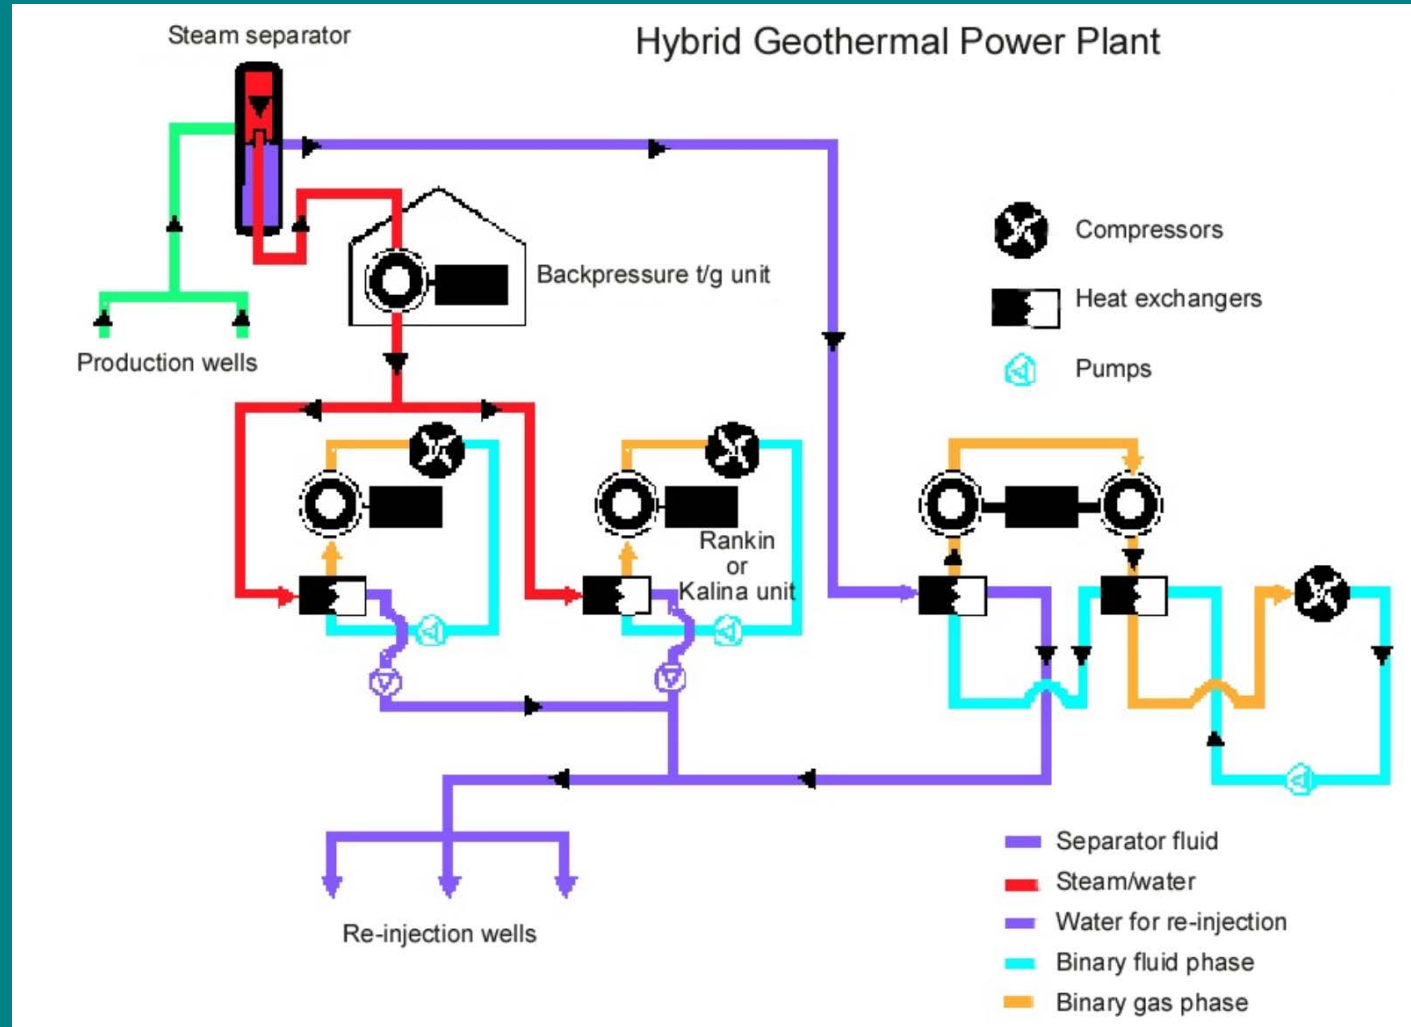 Steam separator
Hybrid Geothermal Power Plant
Compressors
Backpressure t/g unit
Heat exchangers
Production wells
Pumps
Rankin
or
Kalina unit
Separator fluid
Steam/water
Water for re-injection
Re-injection wells
Binary fluid phase
Binary gas phase